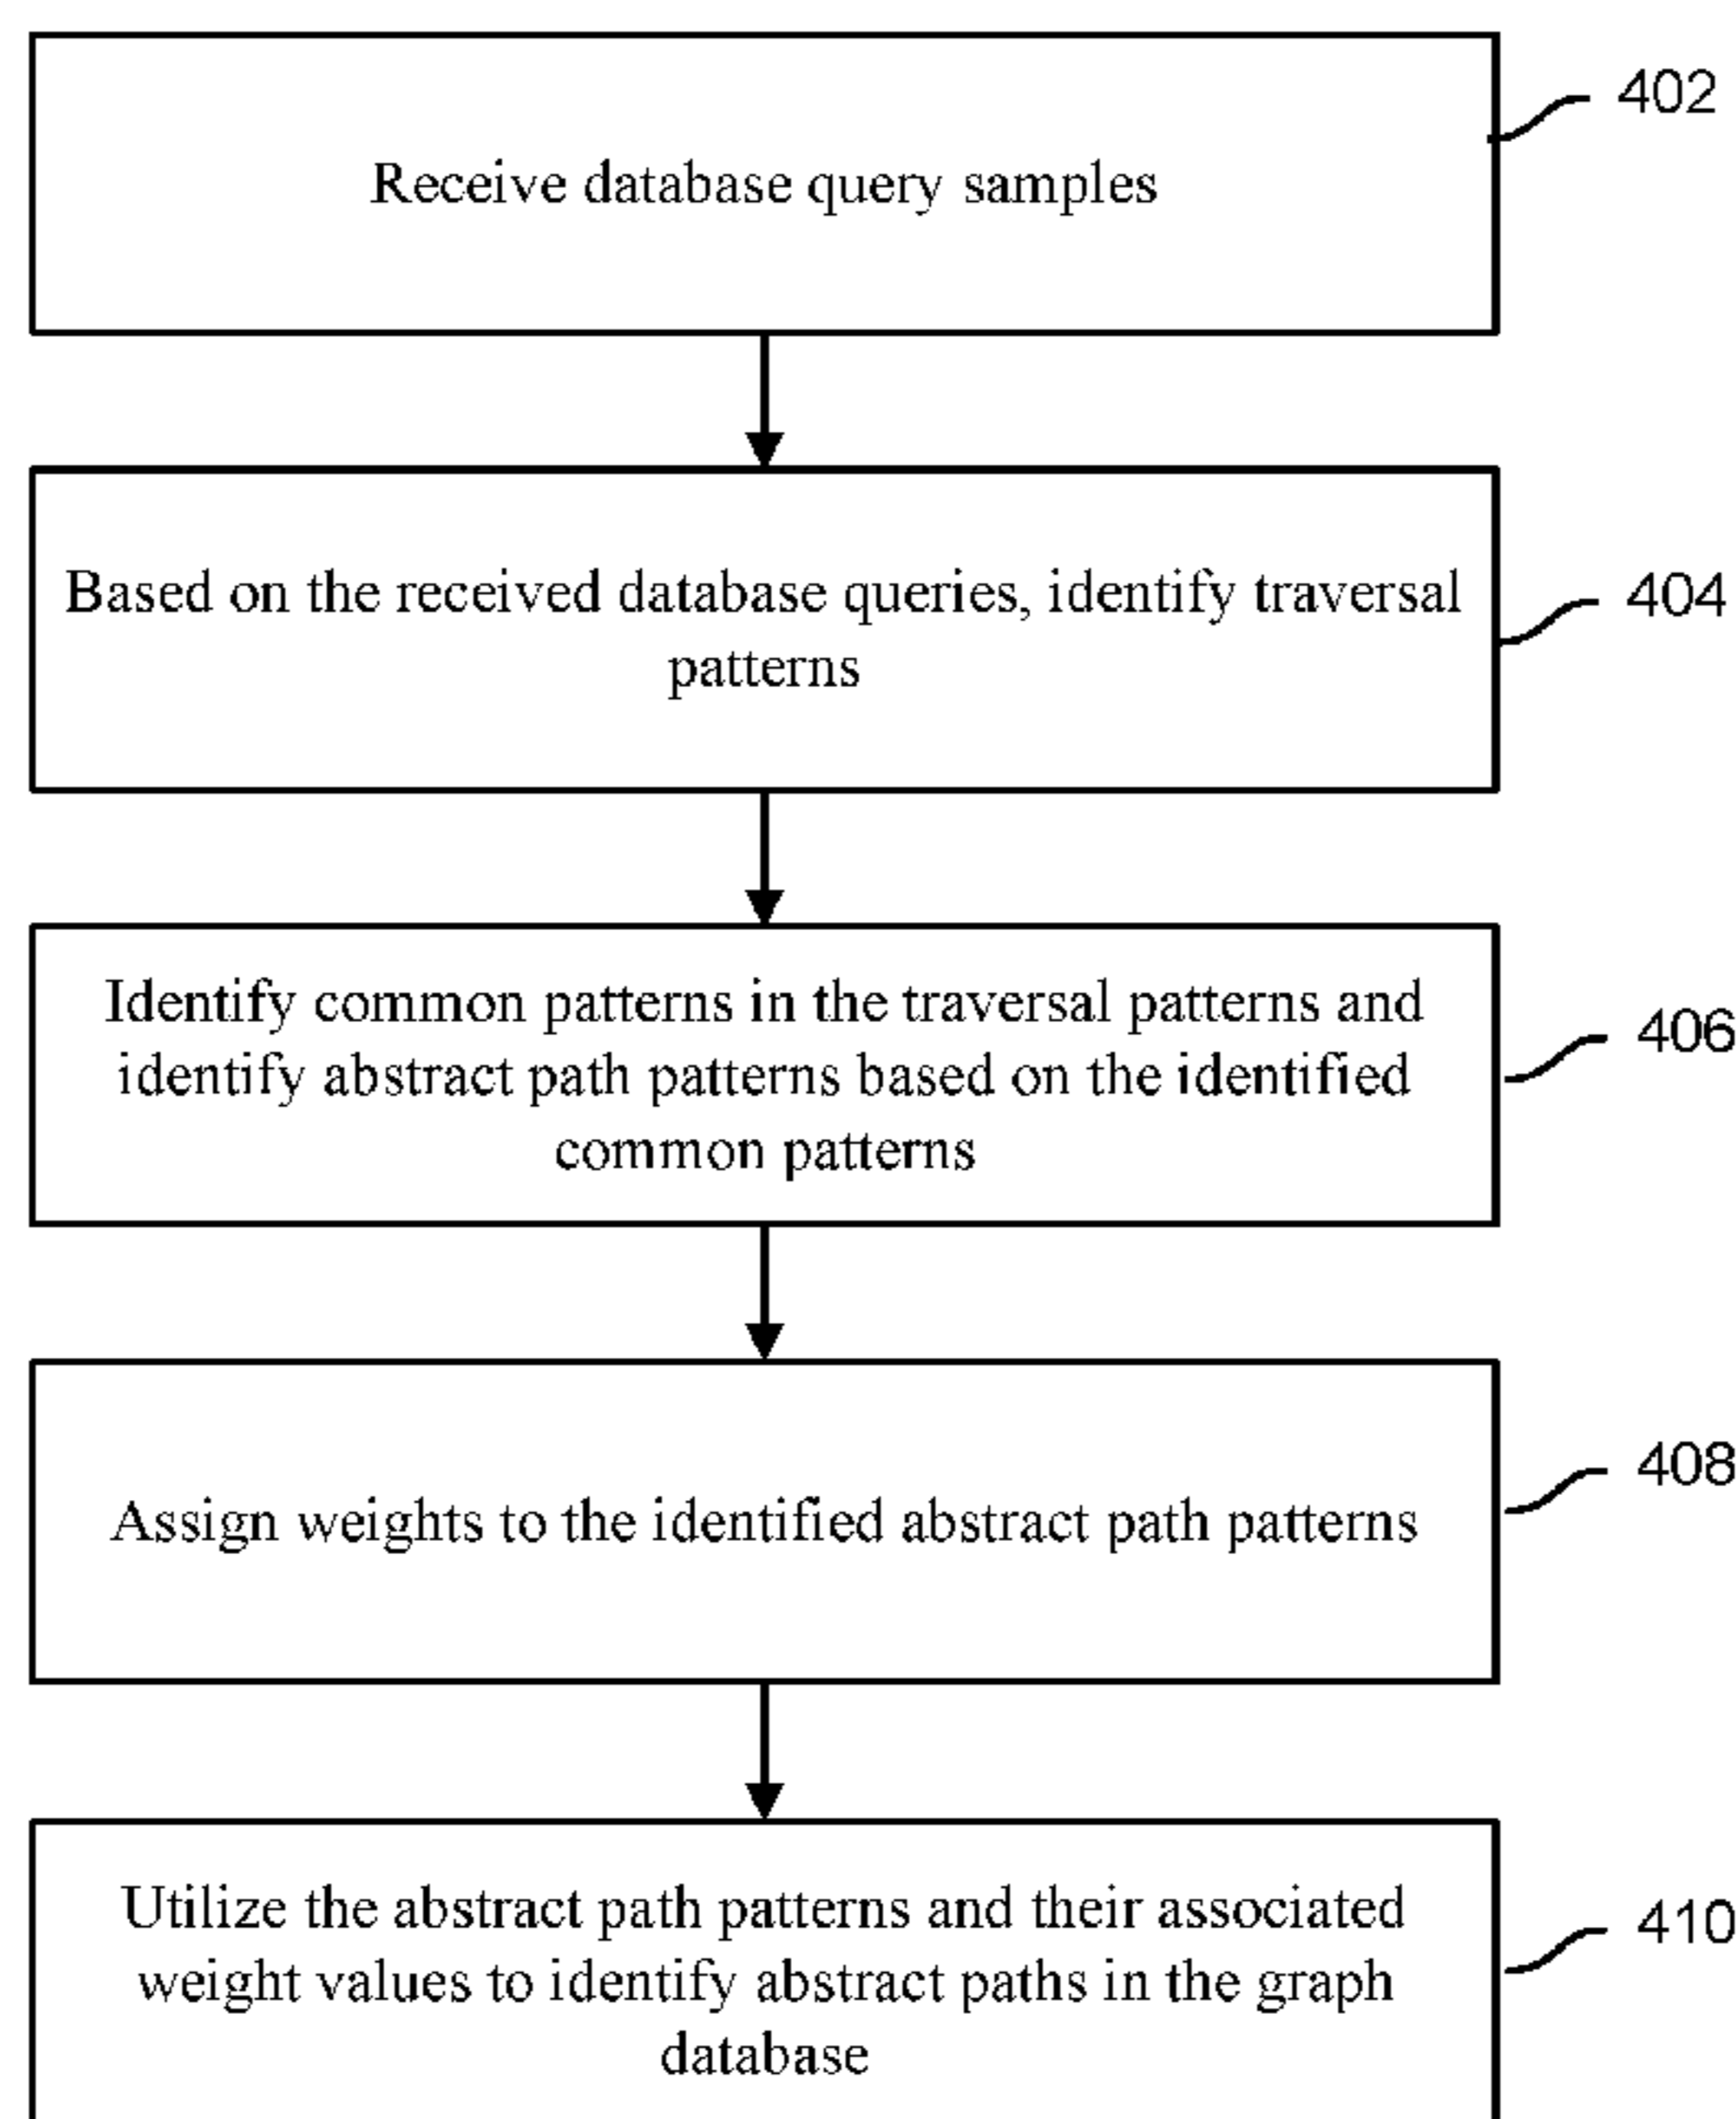 Receive database query samples
402
Based on the received database queries, identify traversal
patterns
404
Identify common patterns in the traversal patterns and
identify abstract path patterns based on the identified
common patterns
406
Assign weights to the identified abstract path patterns
408
Utilize the abstract path patterns and their associated
weight values to identify abstract paths in the graph
database
410